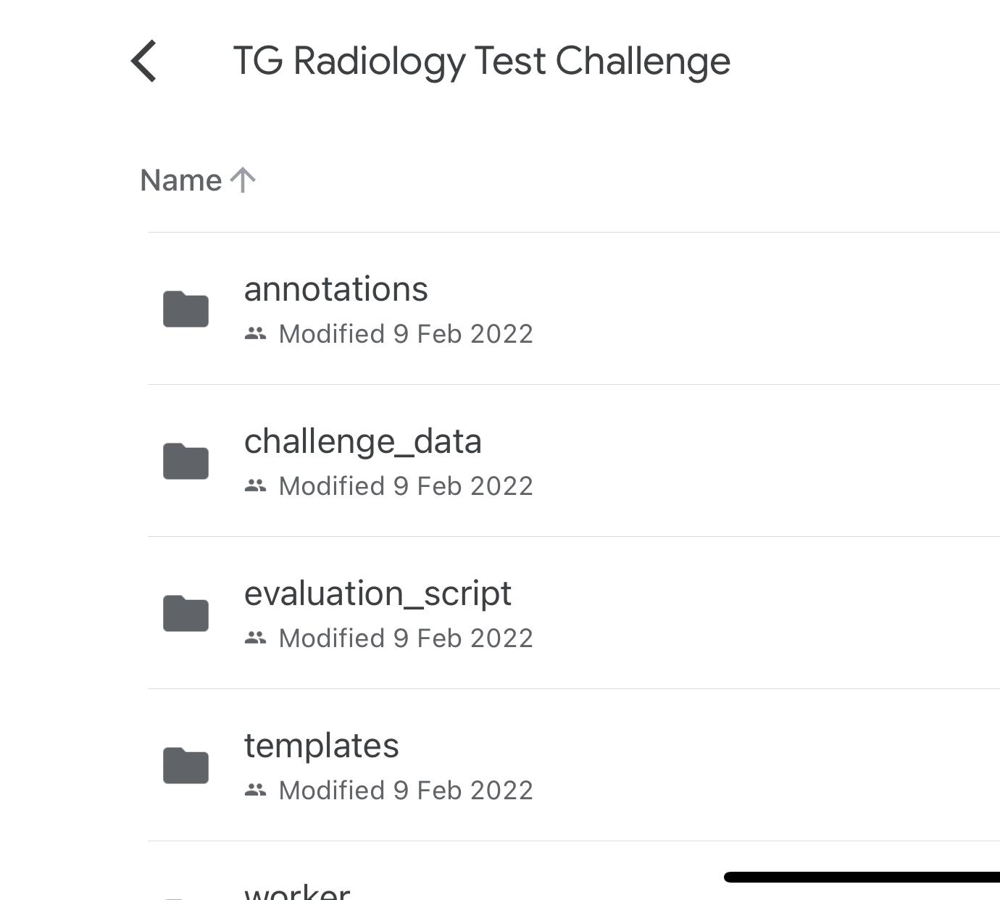 TG Radiology Test Challenge
Name
annotations
Modified 9 Feb 2022
challenge_data
Modified 9 Feb 2022
evaluation_script
Modified 9 Feb 2022
templates
Modified 9 Feb 2022
worker